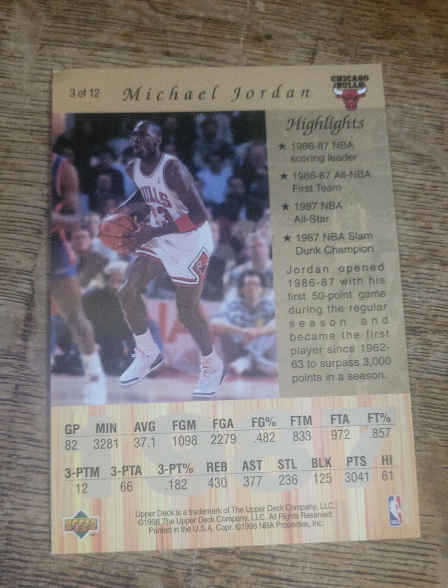 3 of 12 Michael Jordan
CHICAGO
BULLS
Highlights
★ 1986-87 NBA
scoring leader
★ 1986-87 All-NBA
First Team
★ 1987 NBA
All-Star
★ 1987 NBA Slam
Dunk Champion
Jordan opened
1986-87 with his
first 50-point game
during the regular
season and
became the first
player since 1962-
63 to surpass 3,000
points in a season.
BULLS
23
GP MIN AVG FGM FGA FG% FTM FTA FT%
82 3281 37.1 1098 2279 .482 833 972 .857
3-PTM 3-PTA 3-PT% REB AST STL BLK PTS HI
12 66 .182 430 377 236 125 3041 61
UPPER DECK
Upper Deck is a trademark of The Upper Deck Company, LLC.
©1998 The Upper Deck Company, LLC. All Rights Reserved.
Printed in the U.S.A. Copr. ©1998 NBA Properties, Inc.
NBA